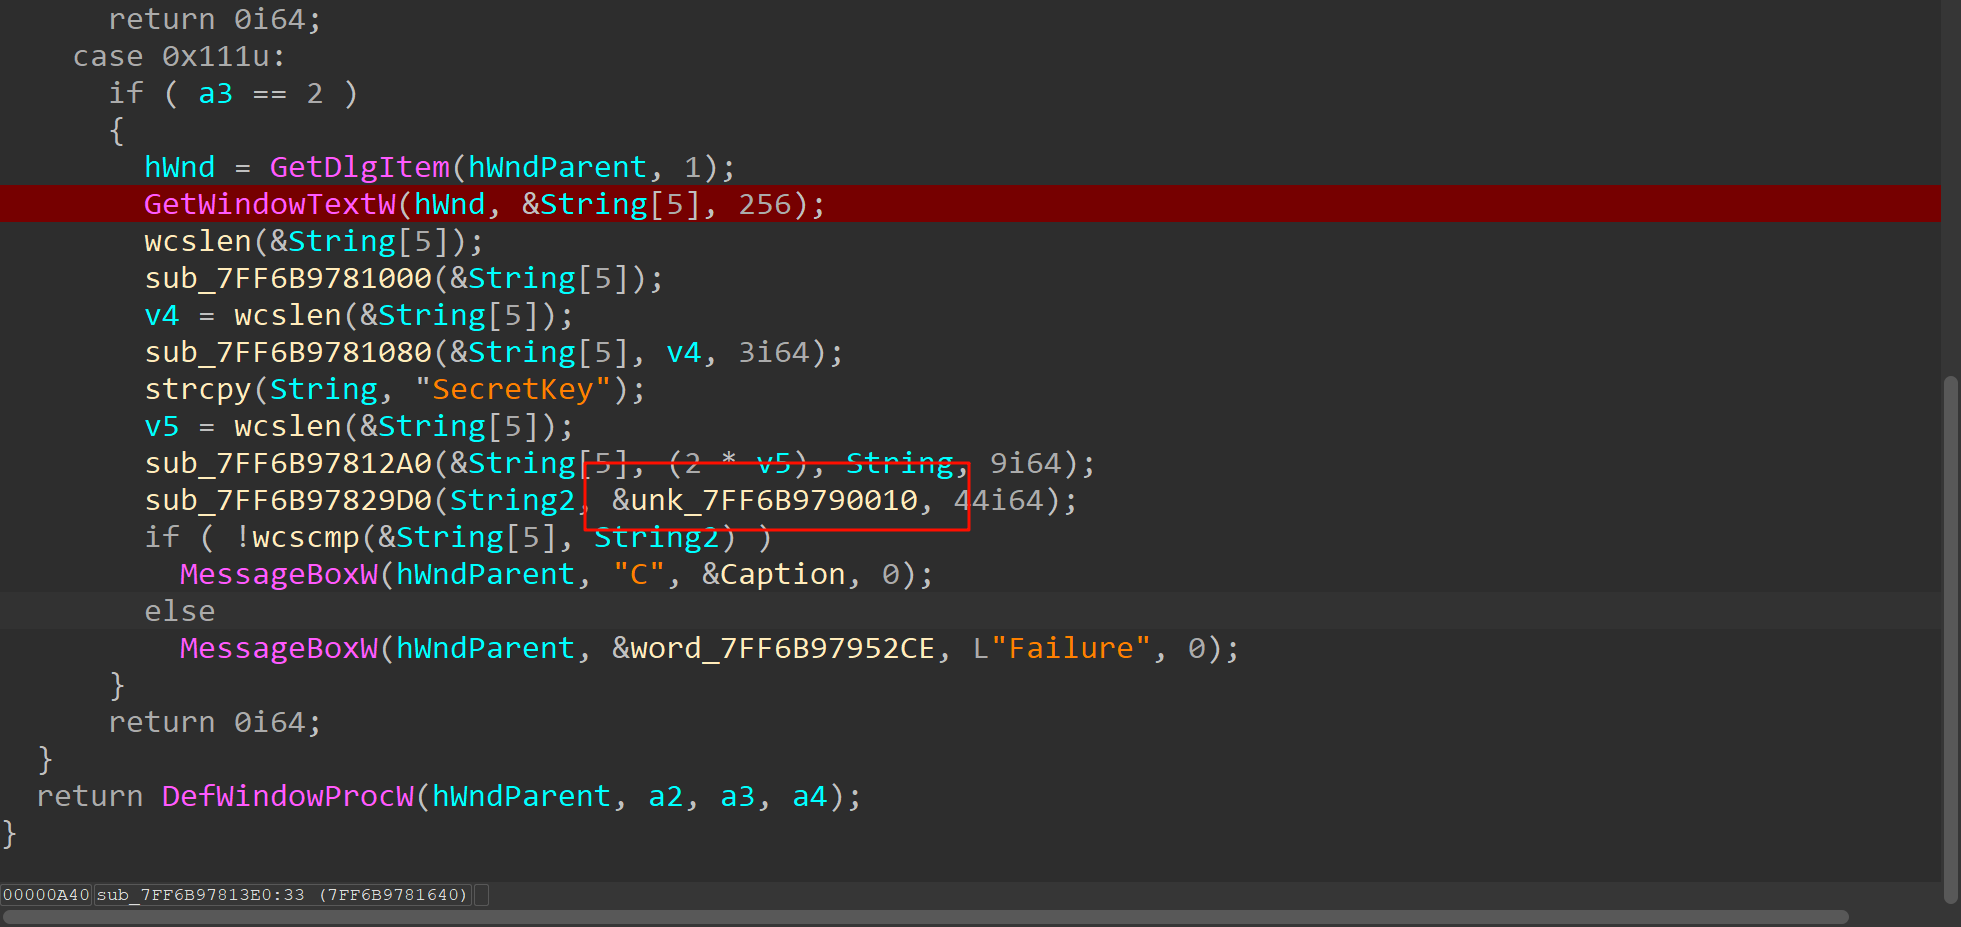 return 0i64;
case 0x111u:
if ( a3 == 2 )
{
hWnd = GetDlgItem(hWndParent, 1);
GetWindowTextW(hWnd, &String[5], 256);
wcslen(&String[5]);
sub_7FF6B9781000(&String[5]);
v4 = wcslen(&String[5]);
sub_7FF6B9781080(&String[5], v4, 3i64);
strcpy(String, "SecretKey");
v5 = wcslen(&String[5]);
sub_7FF6B97812A0(&String[5], (2 * v5), String, 9i64);
sub_7FF6B97829D0(String2, &unk_7FF6B9790010, 44i64);
if ( !wcscmp(&String[5], String2) )
MessageBoxW(hWndParent, "C", &Caption, 0);
else
MessageBoxW(hWndParent, &word_7FF6B97952CE, L"Failure", 0);
}
return 0i64;
}
return DefWindowProcW(hWndParent, a2, a3, a4);
}
00000A40 sub_7FF6B97813E0:33 (7FF6B9781640)